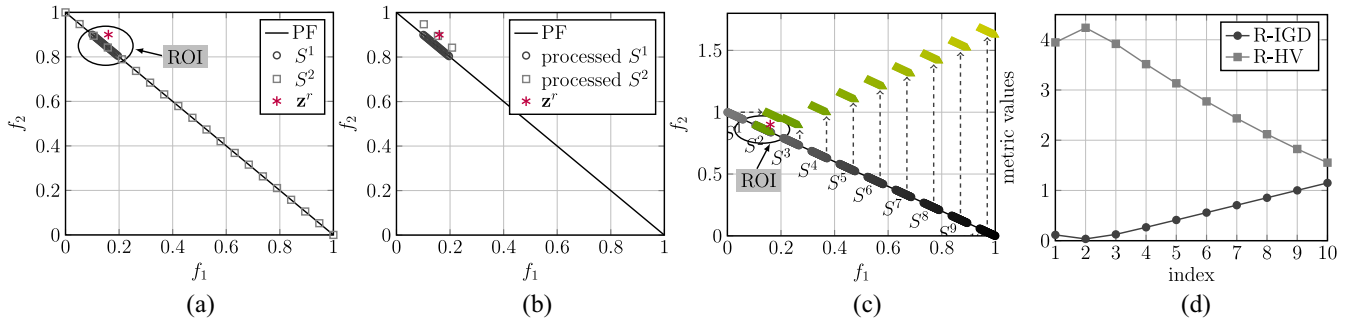 PF
S¹
S²
zʳ
ROI
f₂
1
0.8
0.6
0.4
0.2
0
0 0.2 0.4 0.6 0.8 1
f₁
(a)
PF
processed S¹
processed S²
zʳ
f₂
1
0.8
0.6
0.4
0.2
0
0 0.2 0.4 0.6 0.8 1
f₁
(b)
f₂
1.5
1
0.5
0
S¹
S²
S³
S⁴
S⁵
S⁶
S⁷
S⁸
S⁹
ROI
0 0.2 0.4 0.6 0.8 1
f₁
(c)
R-IGD
R-HV
metric values
4
3
2
1
0
1 2 3 4 5 6 7 8 9 10
index
(d)